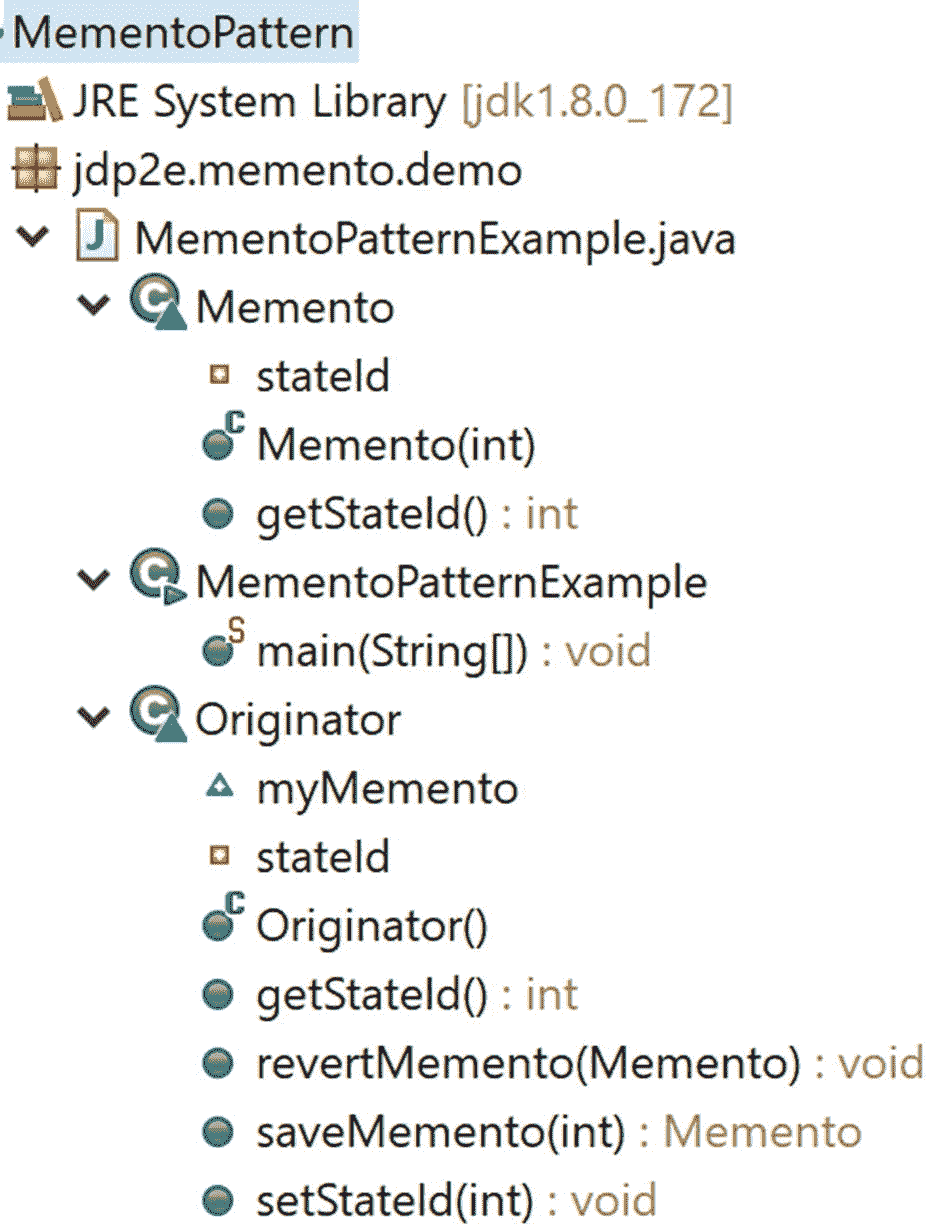 MementoPattern
JRE System Library [jdk1.8.0_172]
jdp2e.memento.demo
J MementoPatternExample.java
C Memento
stateId
C Memento(int)
getStateId() : int
C MementoPatternExample
S main(String[]) : void
C Originator
myMemento
stateId
C Originator()
getStateId() : int
revertMemento(Memento) : void
saveMemento(int) : Memento
setStateId(int) : void